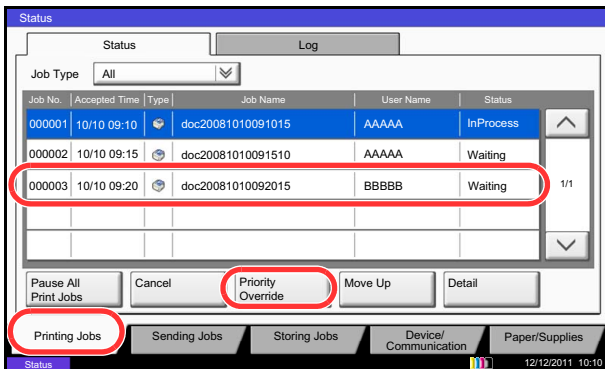 Status
Status Log
Job Type All
Job No. Accepted Time Type Job Name User Name Status
000001 10/10 09:10 doc20081010091015 AAAAA InProcess
000002 10/10 09:15 doc20081010091510 AAAAA Waiting
000003 10/10 09:20 doc20081010092015 BBBBB Waiting
1/1
Pause All
Print Jobs
Cancel
Priority
Override
Move Up
Detail
Printing Jobs
Sending Jobs
Storing Jobs
Device/
Communication
Paper/Supplies
Status 12/12/2011 10:10